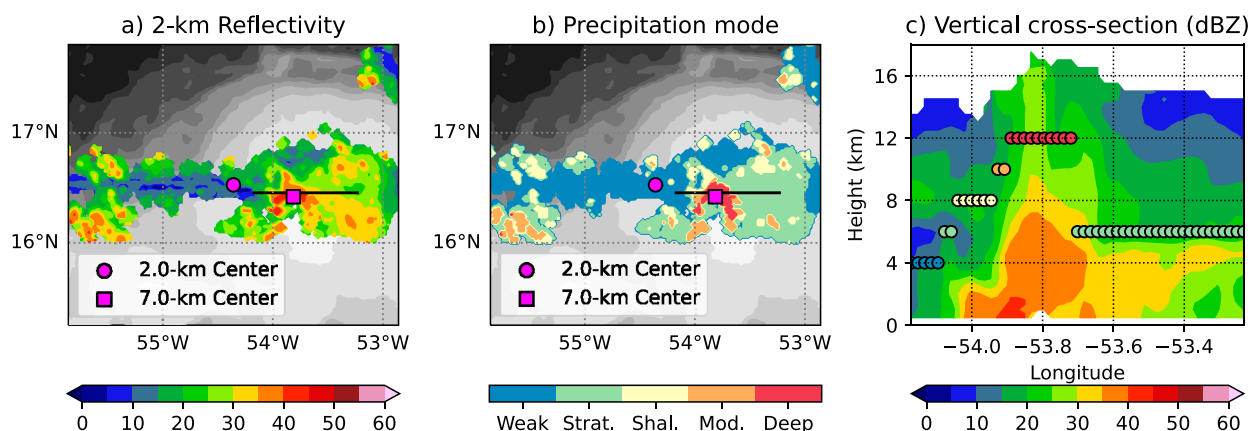 a) 2-km Reflectivity
b) Precipitation mode
c) Vertical cross-section (dBZ)
17°N
16°N
55°W 54°W 53°W
2.0-km Center
7.0-km Center
0 10 20 30 40 50 60
17°N
16°N
55°W 54°W 53°W
2.0-km Center
7.0-km Center
Weak Strat. Shal. Mod. Deep
Height (km)
16
12
8
4
0
−54.0 −53.8 −53.6 −53.4
Longitude
0 10 20 30 40 50 60